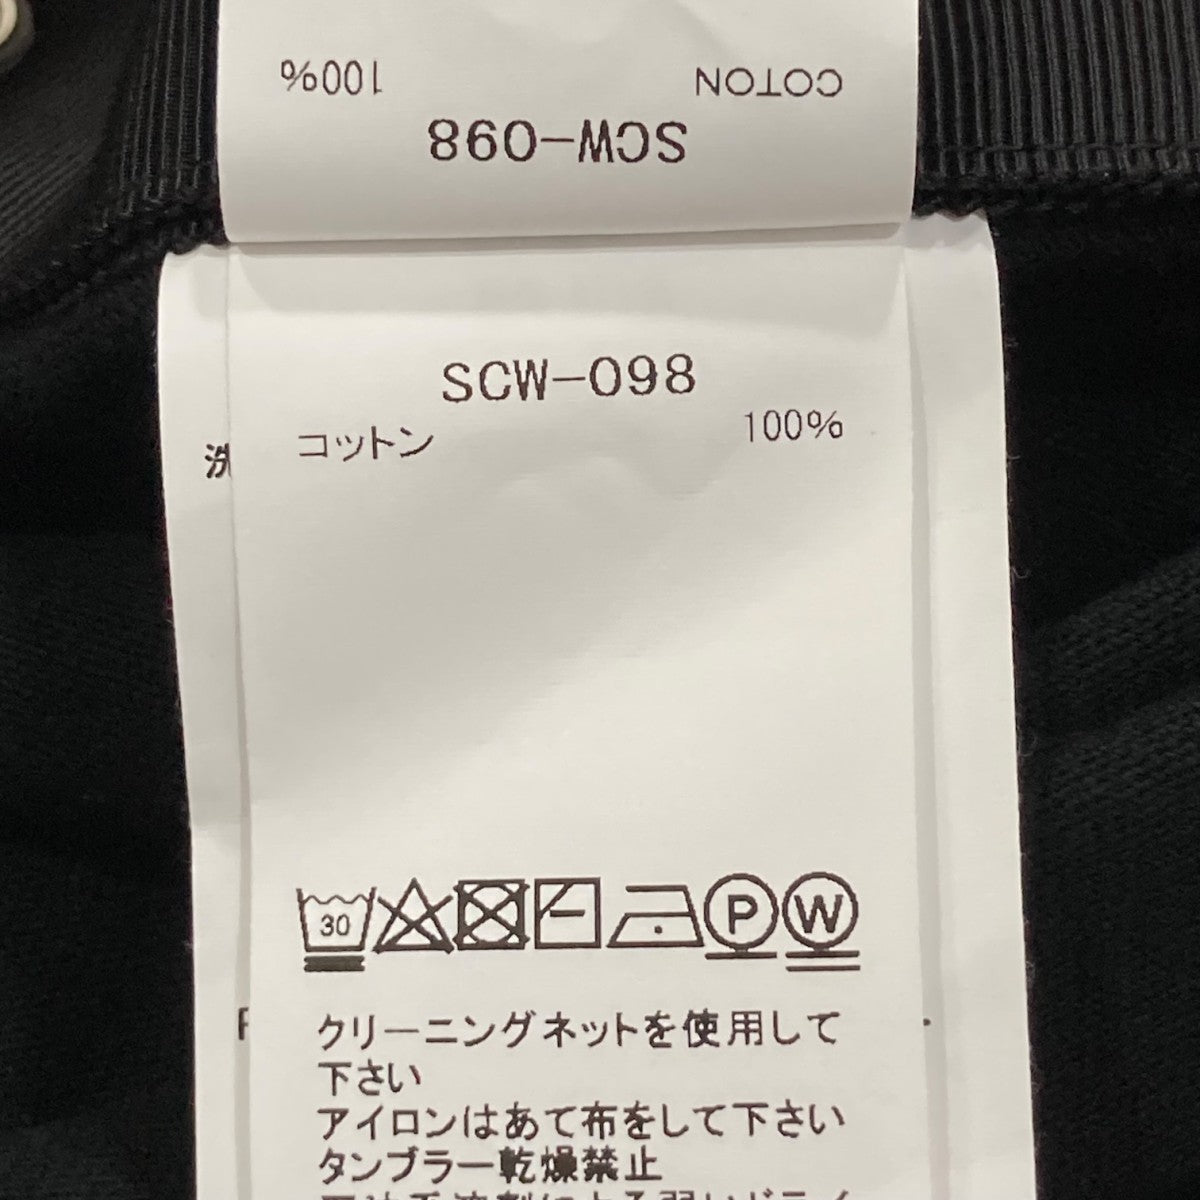 COTON 100%
SCW-098
SCW-098
コットン 100%
洗
30
P W
クリーニングネットを使用して
下さい
アイロンはあて布をして下さい
タンブラー乾燥禁止